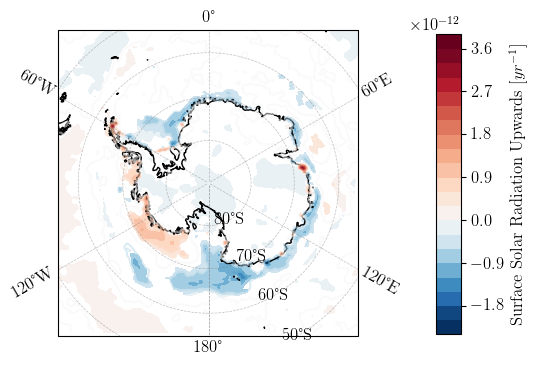 0°
×10⁻¹²
60°W
60°E
3.6
2.7
1.8
0.9
0.0
−0.9
−1.8
Surface Solar Radiation Upwards [yr⁻¹]
80°S
70°S
60°S
50°S
120°W
120°E
180°